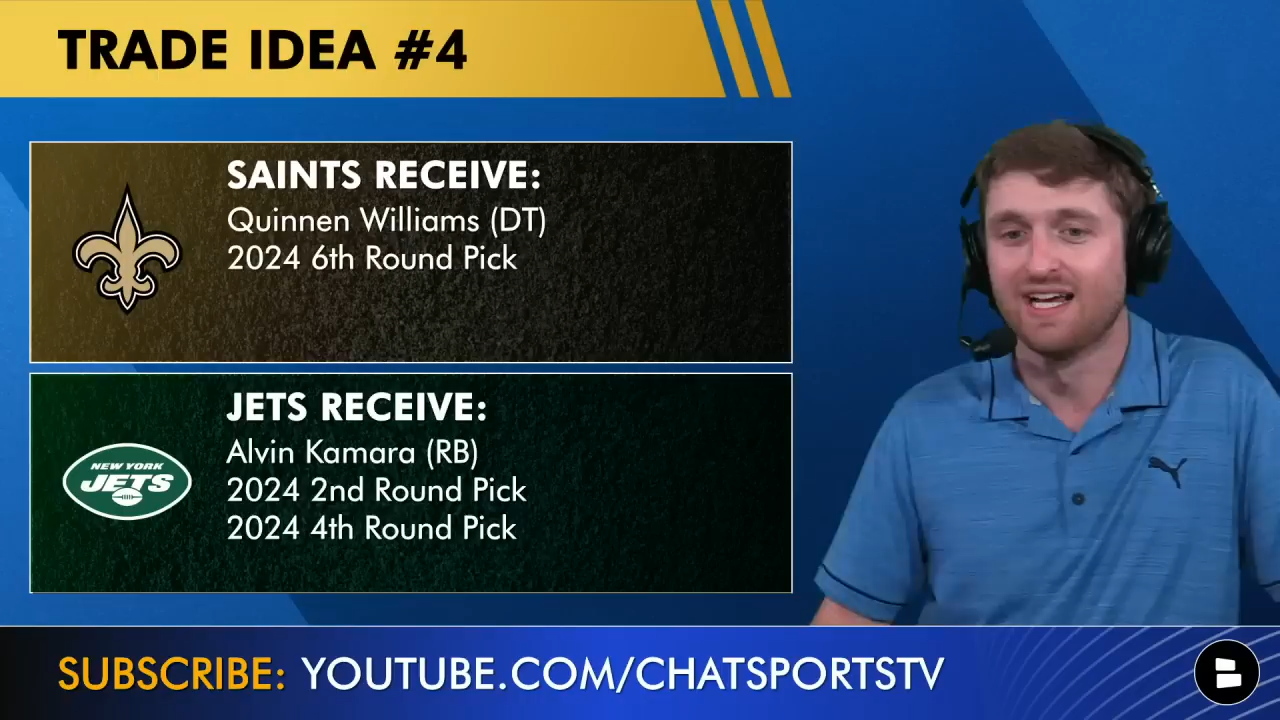 TRADE IDEA #4
SAINTS RECEIVE:
Quinnen Williams (DT)
2024 6th Round Pick
JETS RECEIVE:
Alvin Kamara (RB)
2024 2nd Round Pick
2024 4th Round Pick
NEW YORK
JETS
SUBSCRIBE: YOUTUBE.COM/CHATSPORTSTV